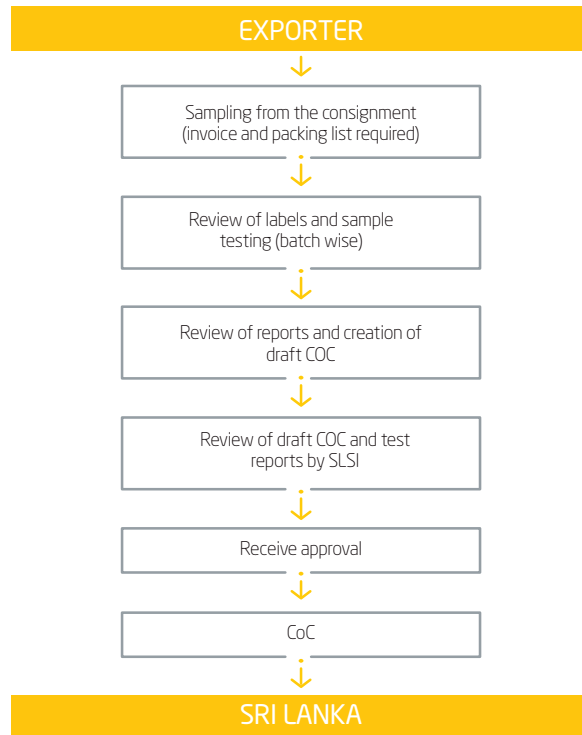 EXPORTER
Sampling from the consignment
(invoice and packing list required)
Review of labels and sample
testing (batch wise)
Review of reports and creation of
draft COC
Review of draft COC and test
reports by SLSI
Receive approval
CoC
SRI LANKA